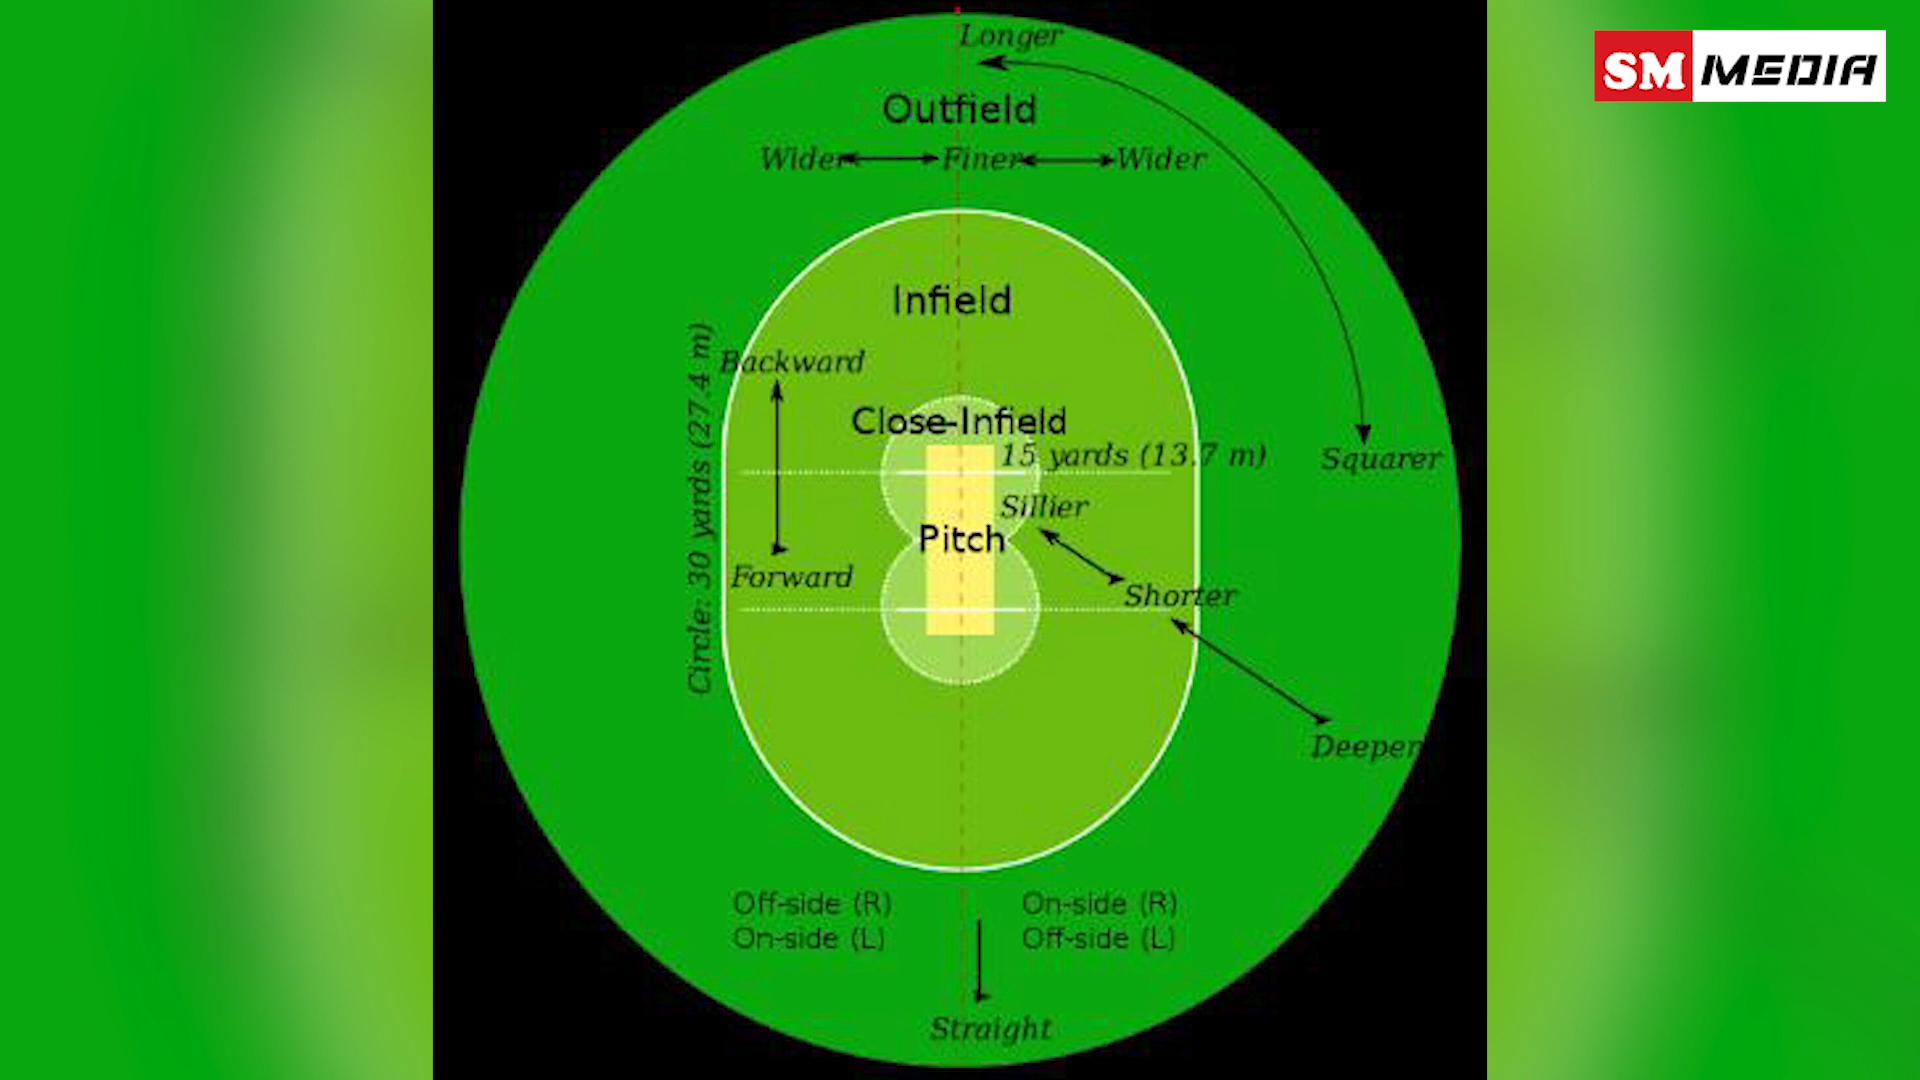 Longer
SM MEDIA
Outfield
Wider Finer Wider
Infield
Backward
Circle: 30 yards (27.4 m)
Close-Infield
15 yards (13.7 m)
Squarer
Sillier
Pitch
Forward
Shorter
Deeper
Off-side (R) On-side (R)
On-side (L) Off-side (L)
Straight